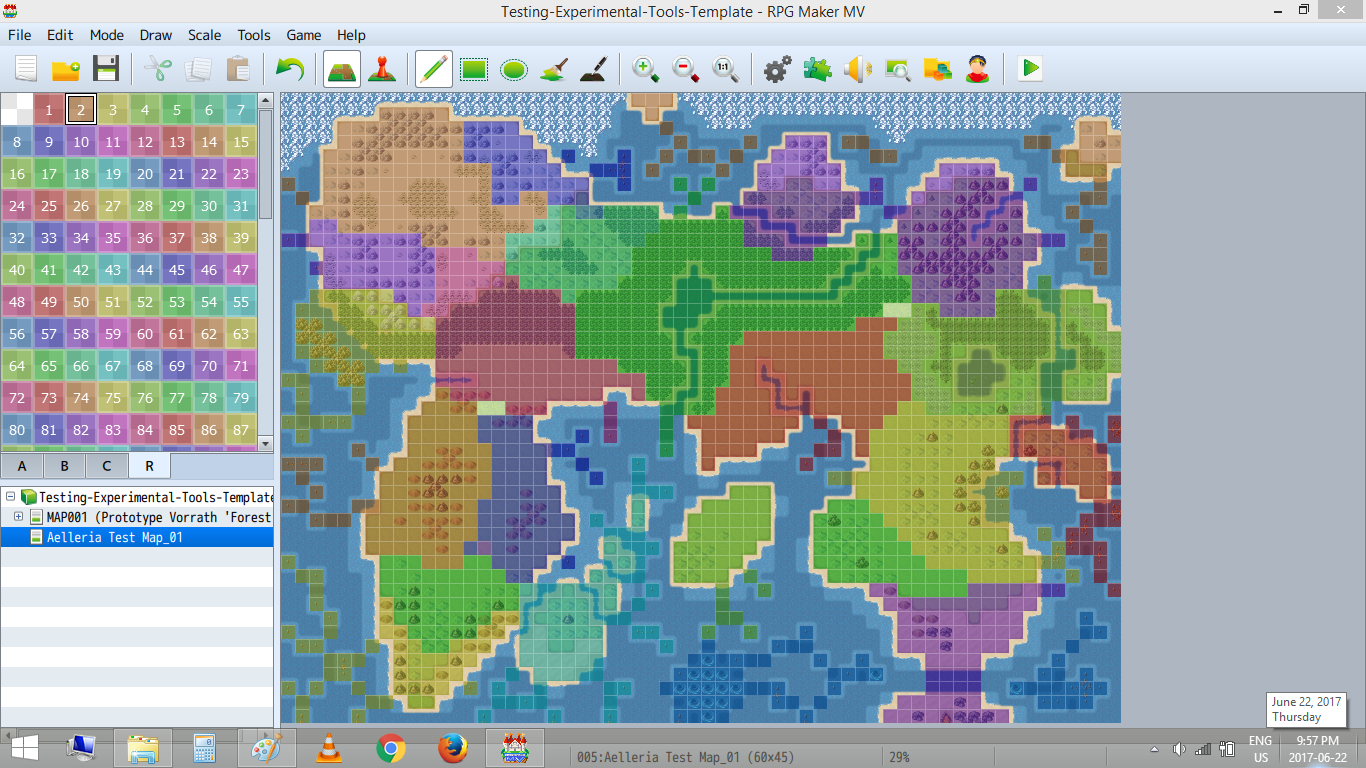 Testing-Experimental-Tools-Template - RPG Maker MV
File Edit Mode Draw Scale Tools Game Help
1:1
1 2 3 4 5 6 7
8 9 10 11 12 13 14 15
16 17 18 19 20 21 22 23
24 25 26 27 28 29 30 31
32 33 34 35 36 37 38 39
40 41 42 43 44 45 46 47
48 49 50 51 52 53 54 55
56 57 58 59 60 61 62 63
64 65 66 67 68 69 70 71
72 73 74 75 76 77 78 79
80 81 82 83 84 85 86 87
A B C R
Testing-Experimental-Tools-Template
MAP001 (Prototype Vorrath 'Forest
Aelleria Test Map_01
June 22, 2017
Thursday
005:Aelleria Test Map_01 (60x45)
29%
ENG
US
9:57 PM
2017-06-22